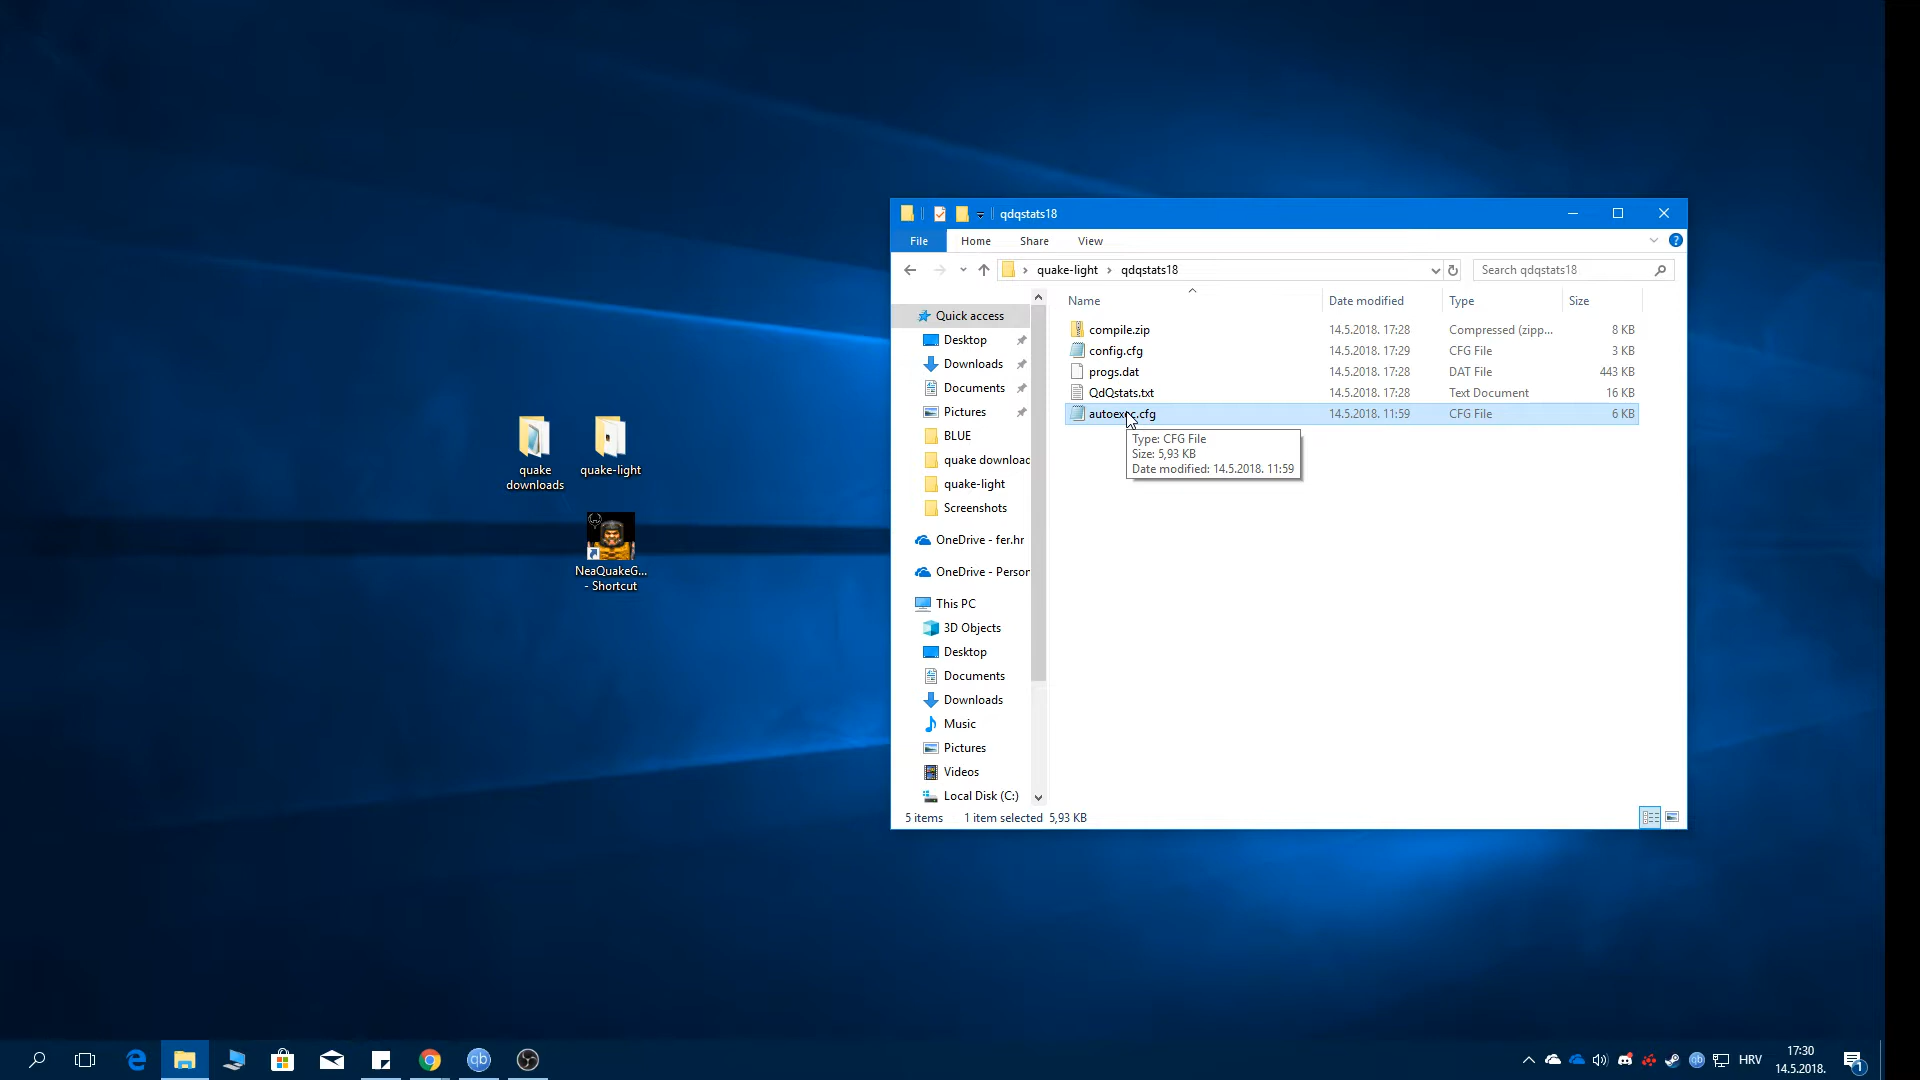 qdqstats18
File Home Share View
quake-light qdqstats18
Search qdqstats18
Name Date modified Type Size
Quick access
Desktop
Downloads
Documents
Pictures
BLUE
quake downloac
quake-light
Screenshots
OneDrive - fer.hr
OneDrive - Persor
This PC
3D Objects
Desktop
Documents
Downloads
Music
Pictures
Videos
Local Disk (C:)
compile.zip 14.5.2018. 17:28 Compressed (zipp... 8 KB
config.cfg 14.5.2018. 17:29 CFG File 3 KB
progs.dat 14.5.2018. 17:28 DAT File 443 KB
QdQstats.txt 14.5.2018. 17:28 Text Document 16 KB
autoexec.cfg 14.5.2018. 11:59 CFG File 6 KB
Type: CFG File
Size: 5,93 KB
Date modified: 14.5.2018. 11:59
5 items 1 item selected 5,93 KB
quake
downloads
quake-light
NeaQuakeG...
- Shortcut
qb
HRV
17:30
14.5.2018.
1